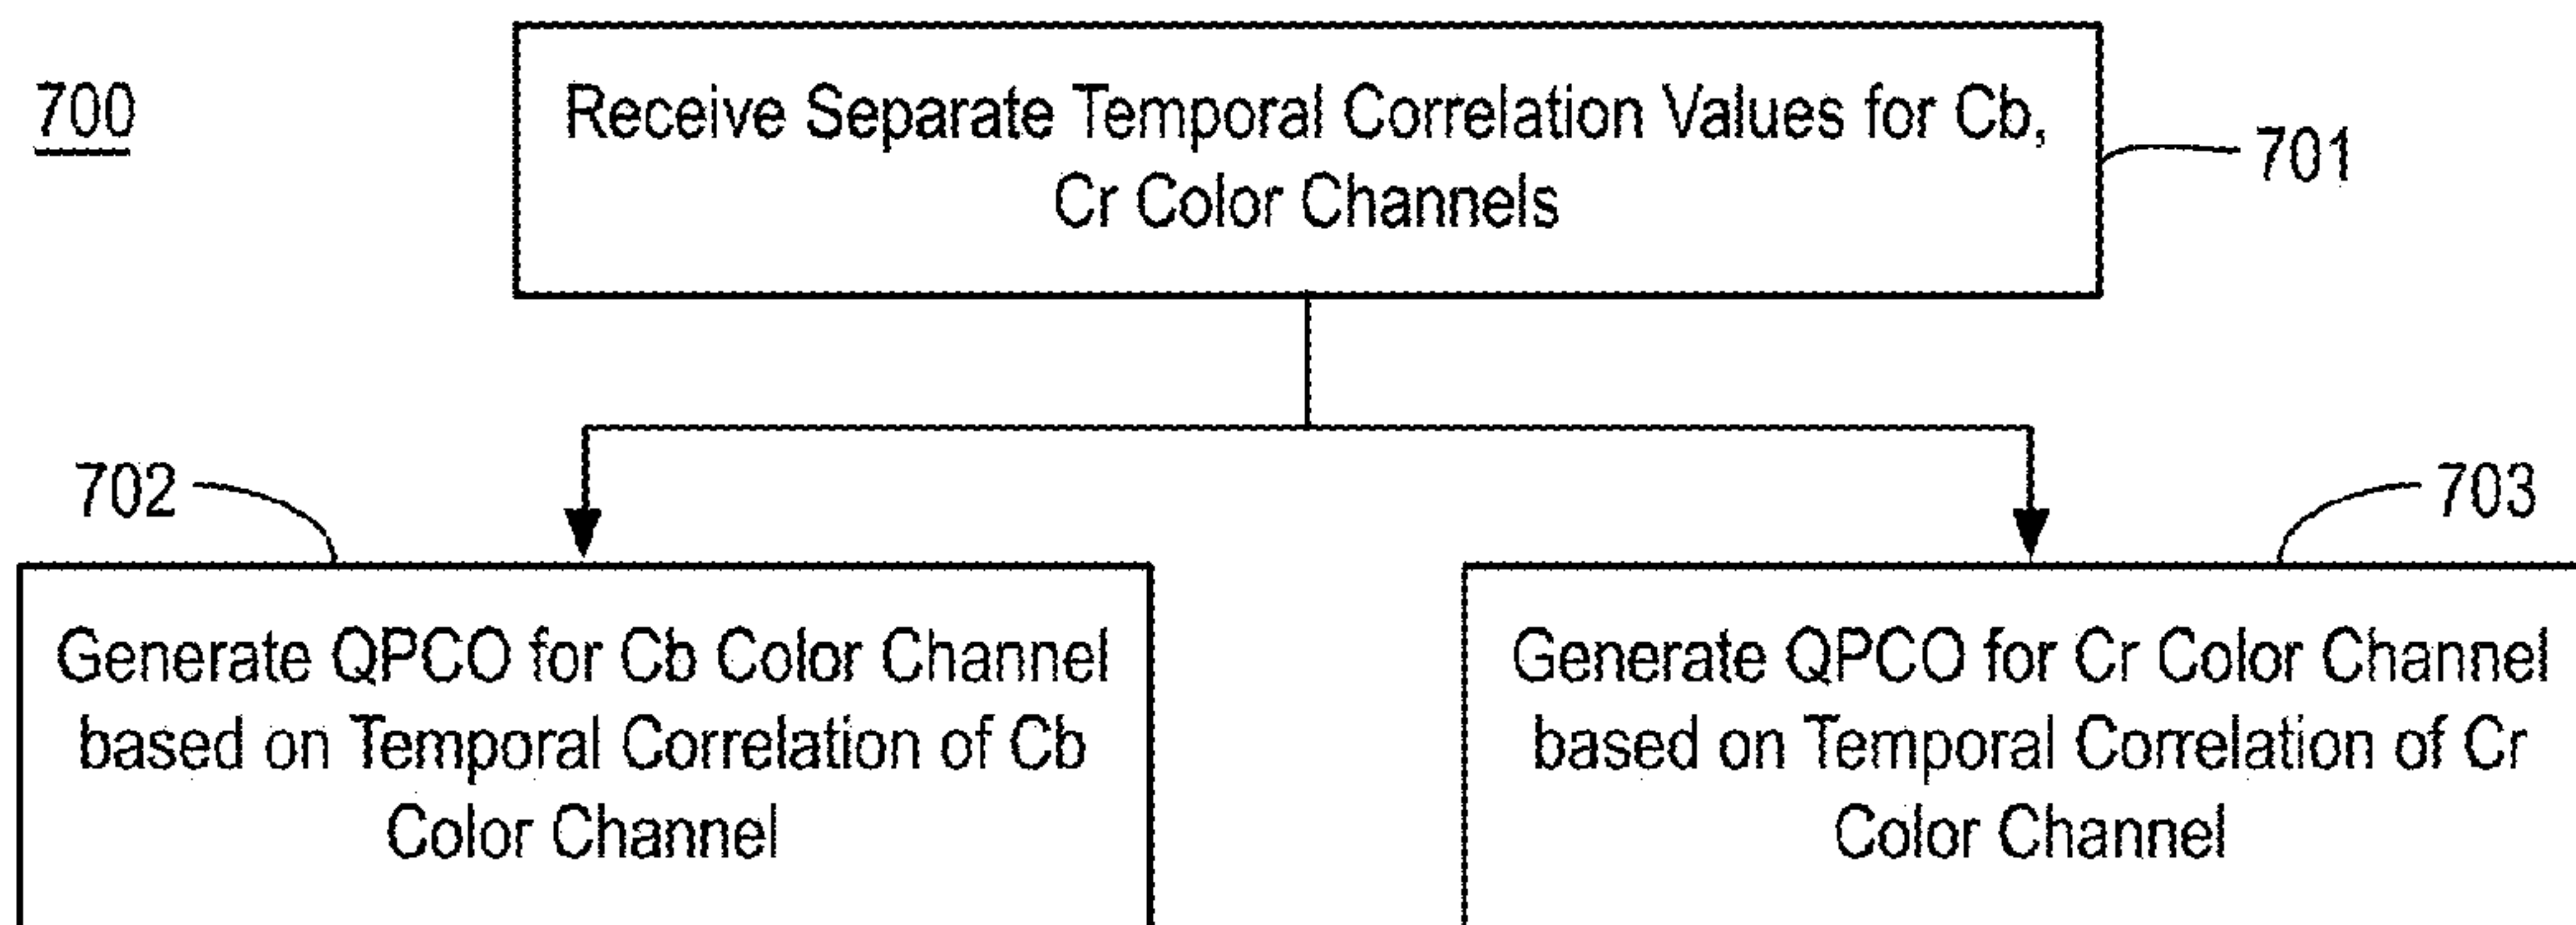 700
Receive Separate Temporal Correlation Values for Cb,
Cr Color Channels
701
702
703
Generate QPCO for Cb Color Channel
based on Temporal Correlation of Cb
Color Channel
Generate QPCO for Cr Color Channel
based on Temporal Correlation of Cr
Color Channel